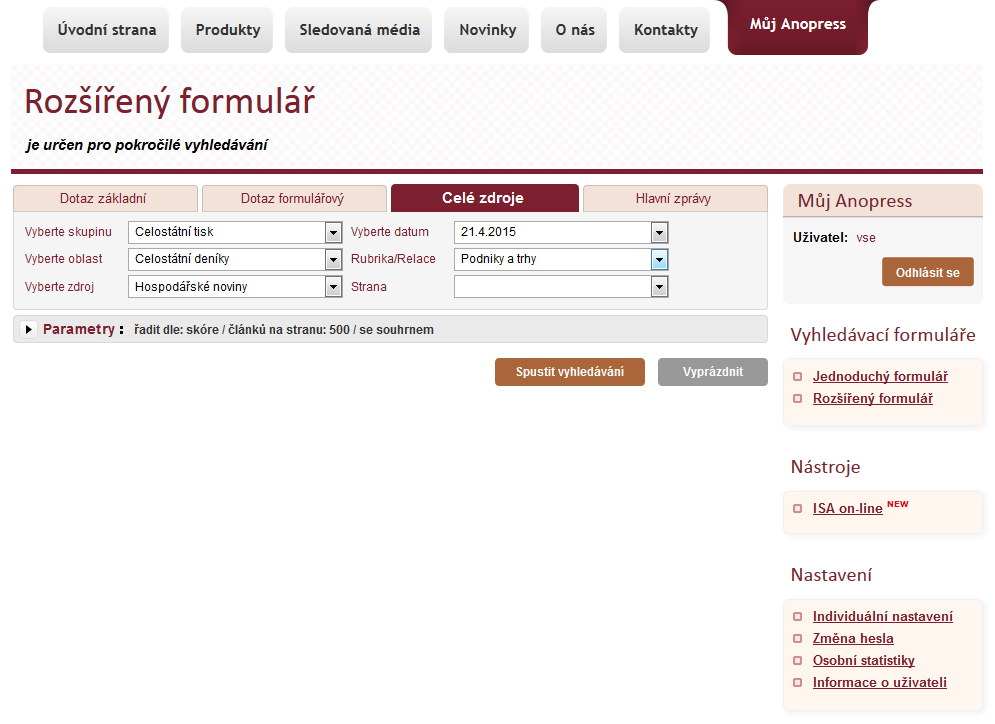 Úvodní strana Produkty Sledovaná média Novinky O nás Kontakty Můj Anopress
Rozšířený formulář
je určen pro pokročilé vyhledávání
Dotaz základní Dotaz formulářový Celé zdroje Hlavní zprávy
Vyberte skupinu Celostátní tisk Vyberte datum 21.4.2015
Vyberte oblast Celostátní deníky Rubrika/Relace Podniky a trhy
Vyberte zdroj Hospodářské noviny Strana
Parametry : řadit dle: skóre / článků na stranu: 500 / se souhrnem
Spustit vyhledávání Vyprázdnit
Můj Anopress
Uživatel: vse
Odhlásit se
Vyhledávací formuláře
Jednoduchý formulář
Rozšířený formulář
Nástroje
ISA on-line NEW
Nastavení
Individuální nastavení
Změna hesla
Osobní statistiky
Informace o uživateli